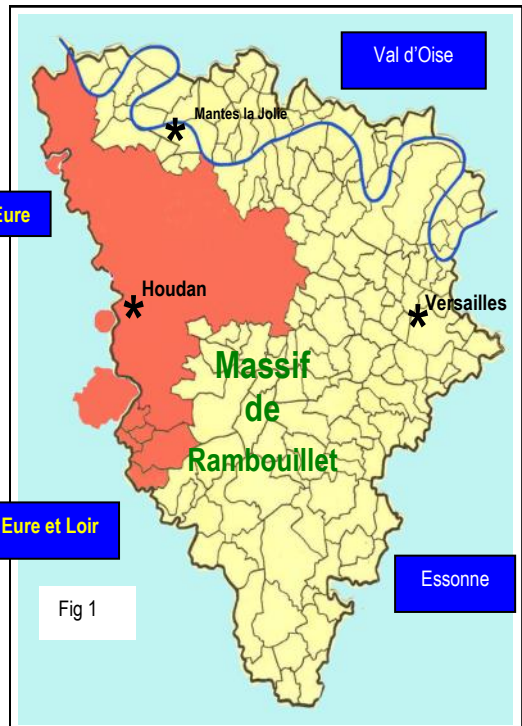 Val d'Oise
Mantes la Jolie
Eure
Houdan
Versailles
Massif
de
Rambouillet
Eure et Loir
Essonne
Fig 1